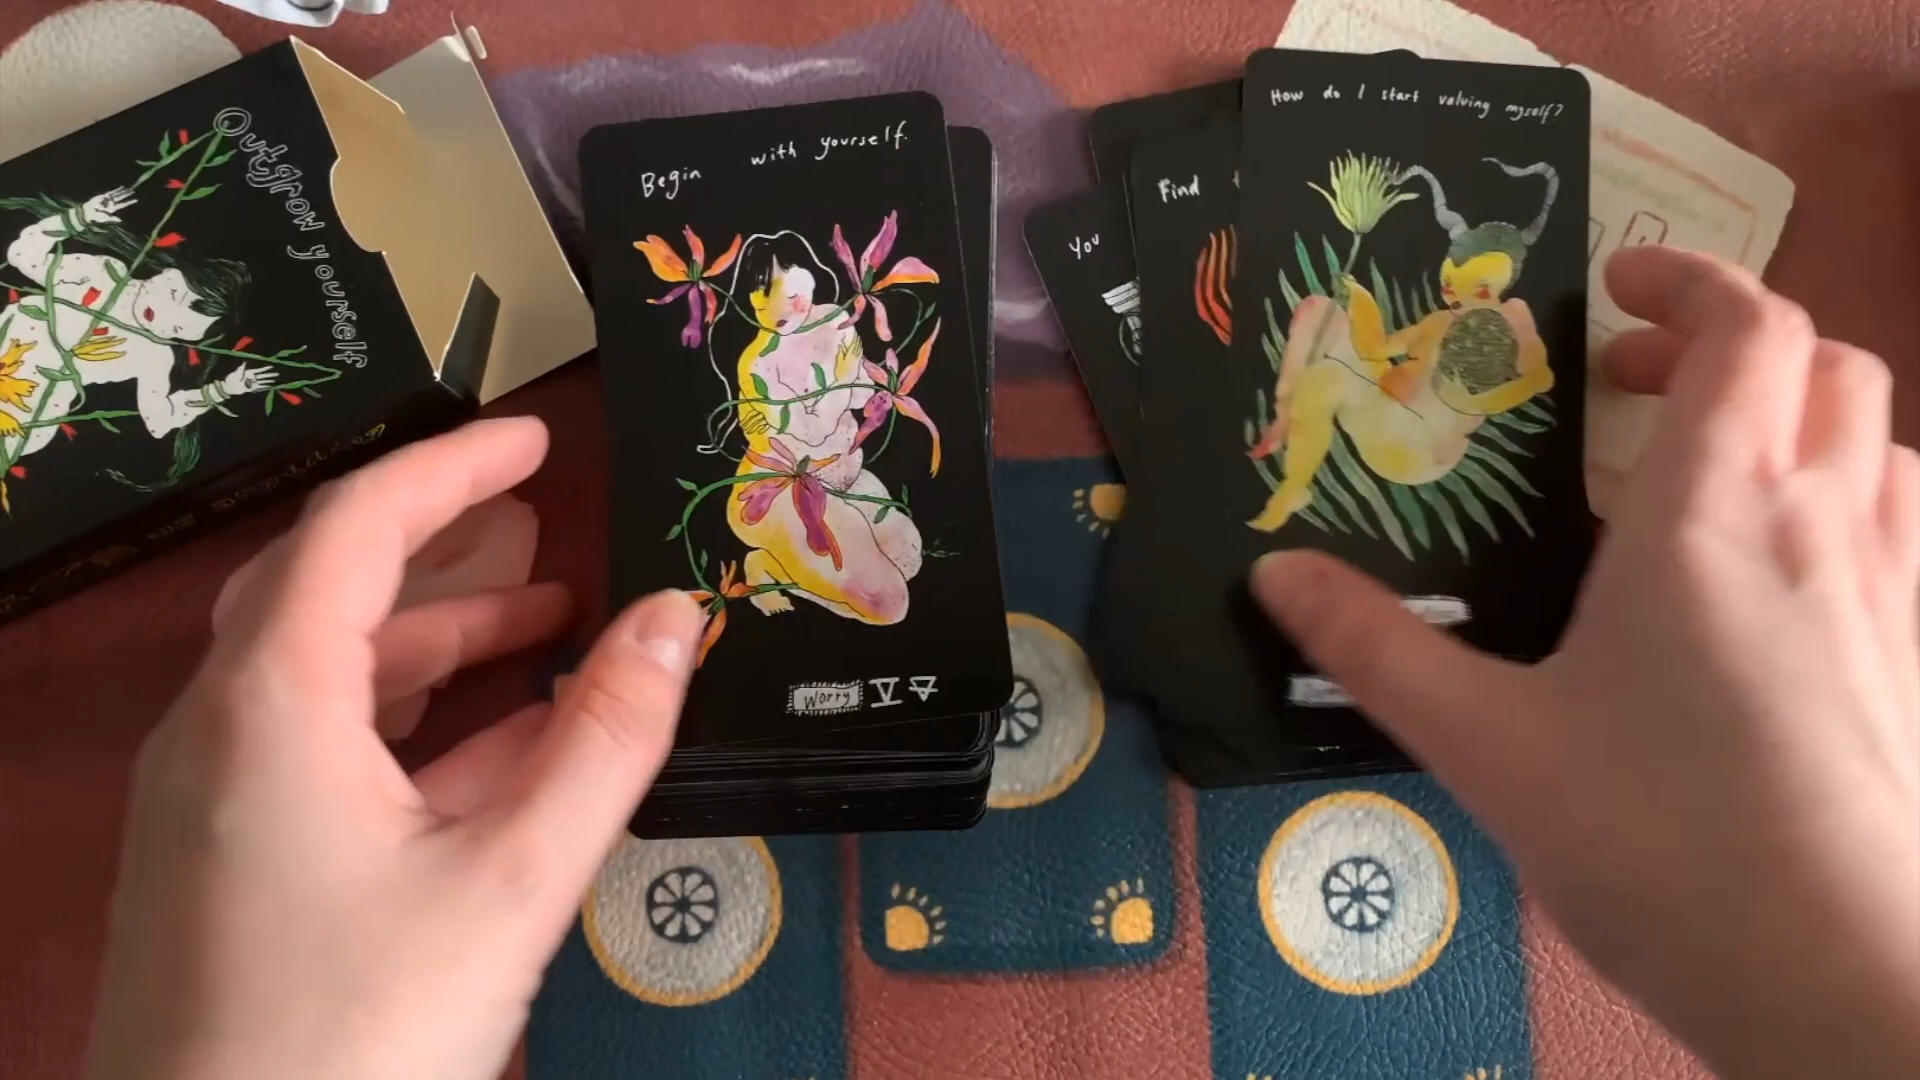 Outgrow yourself
Begin with yourself.
Worry V
You
Find
How do I start valuing myself?